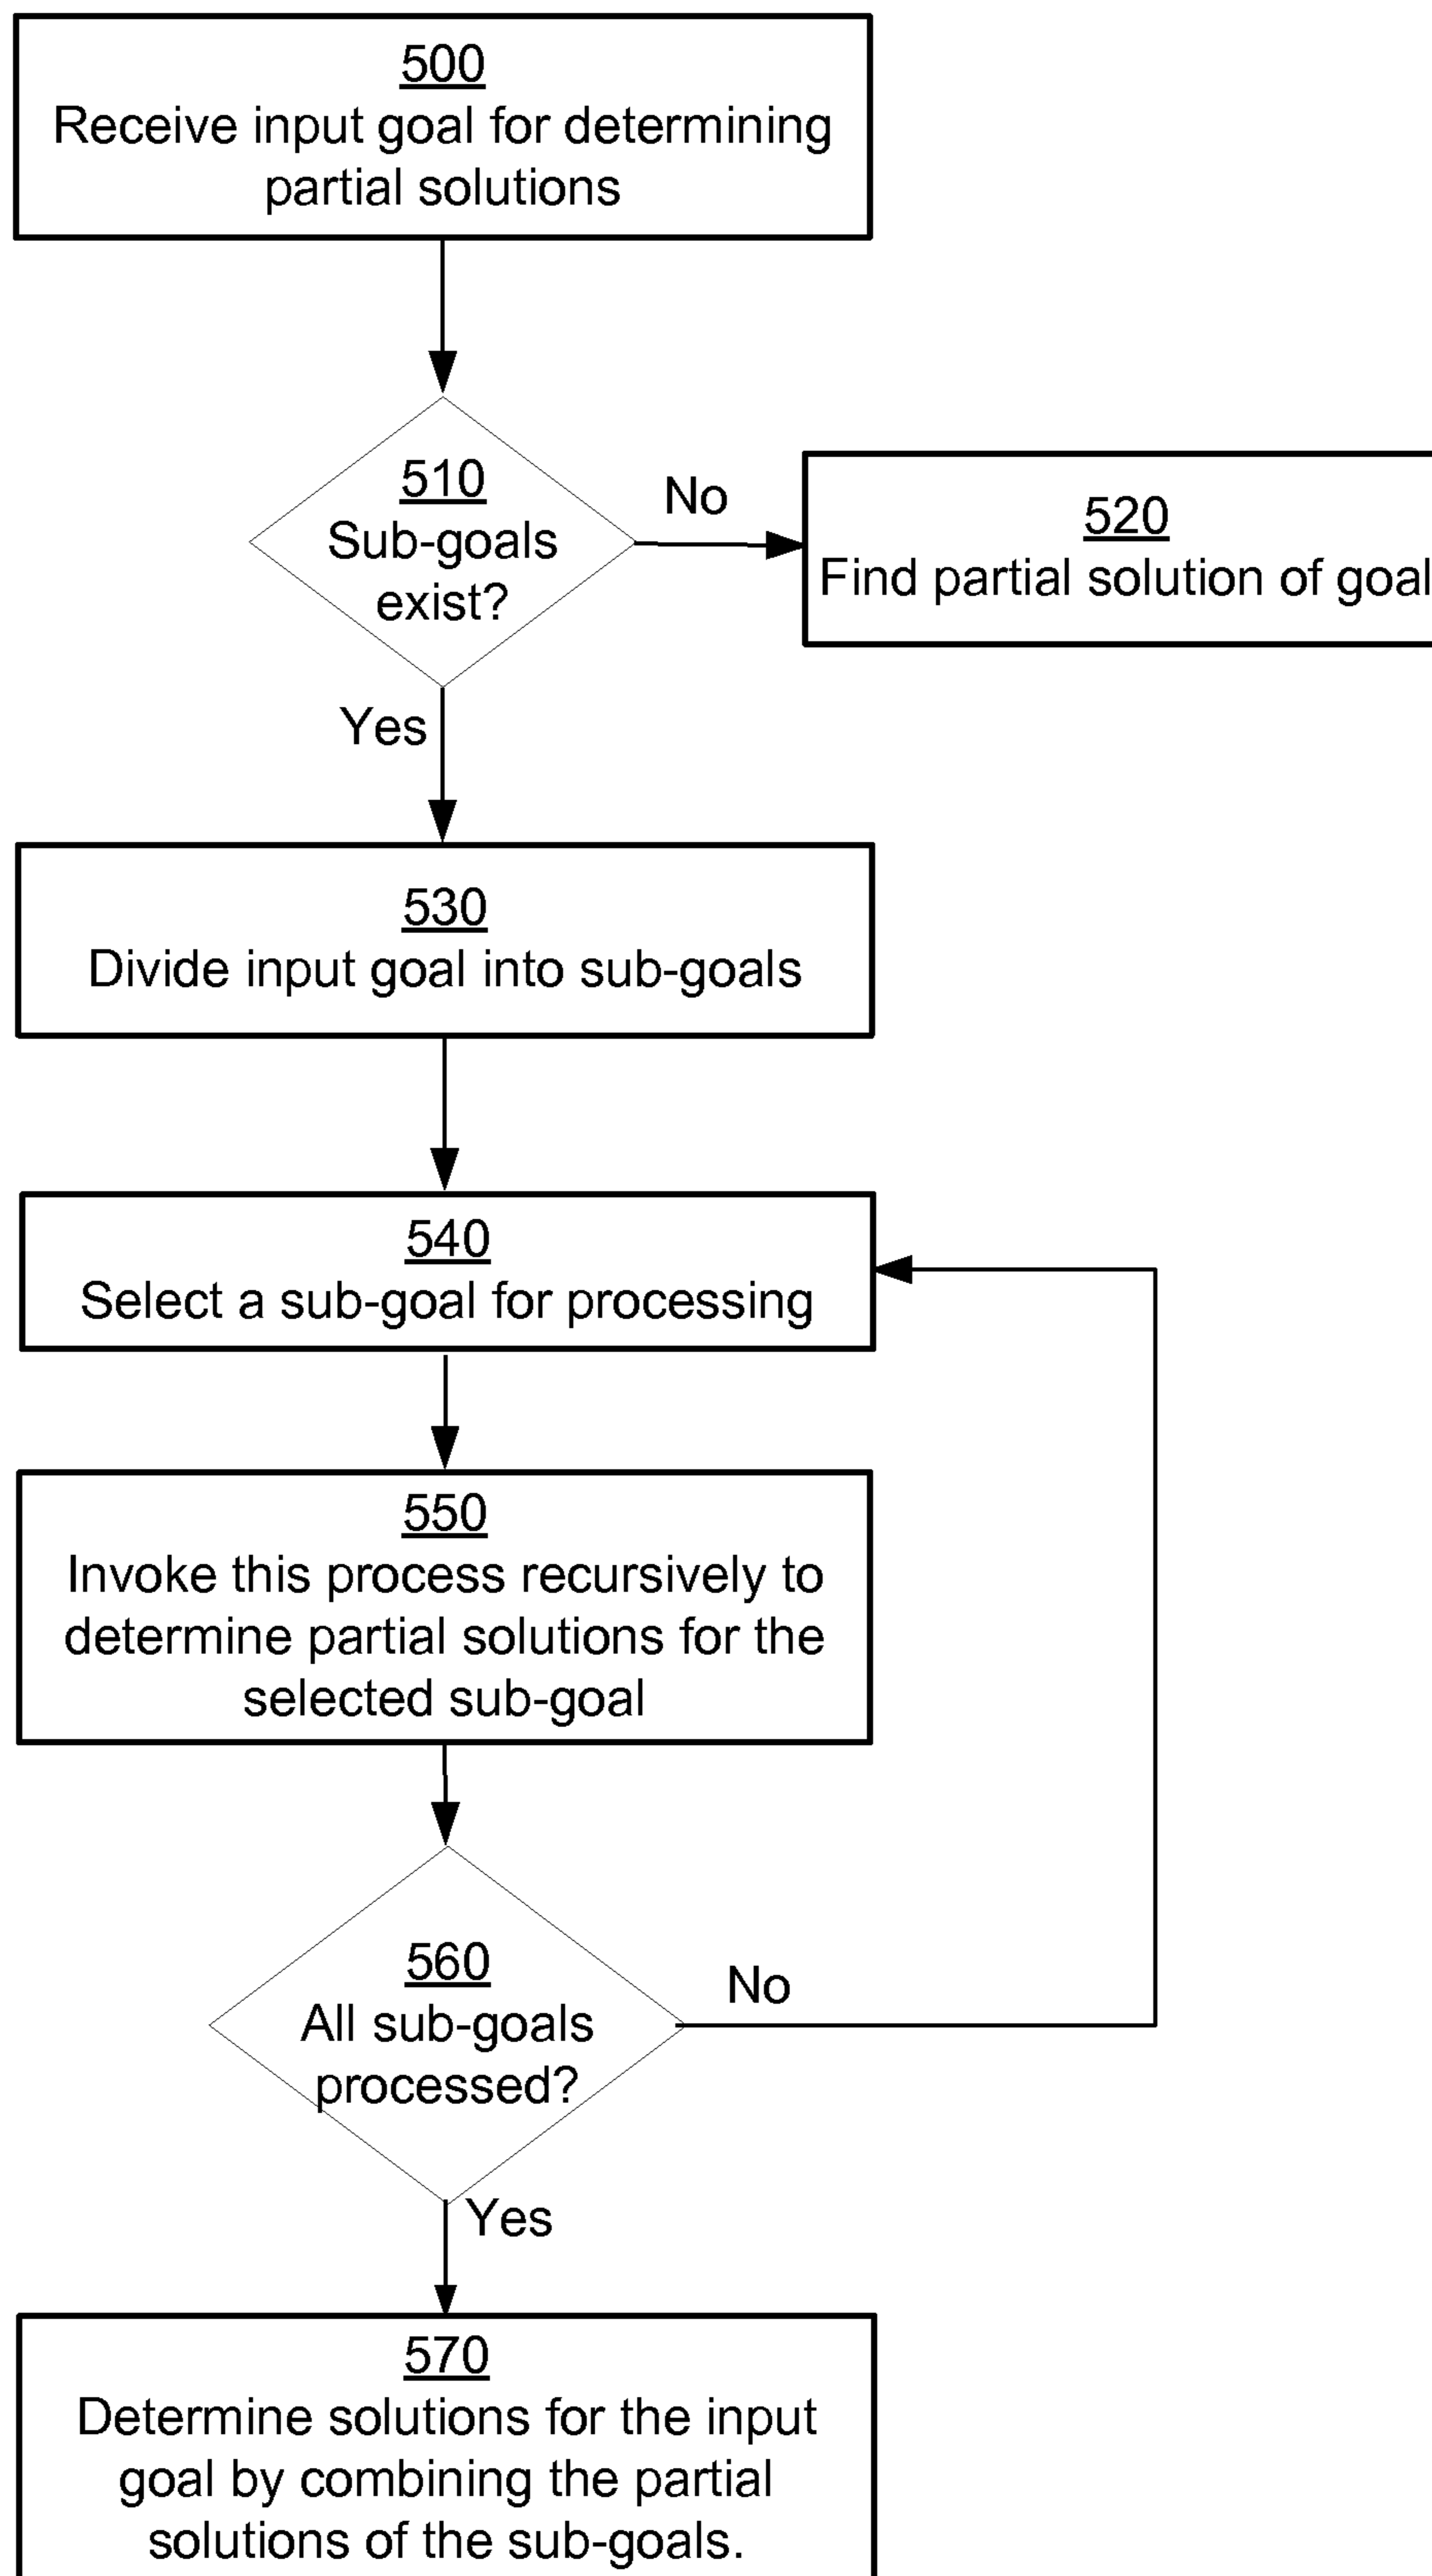 500
Receive input goal for determining
partial solutions
510
Sub-goals
exist?
No
520
Find partial solution of goal
Yes
530
Divide input goal into sub-goals
540
Select a sub-goal for processing
550
Invoke this process recursively to
determine partial solutions for the
selected sub-goal
560
All sub-goals
processed?
No
Yes
570
Determine solutions for the input
goal by combining the partial
solutions of the sub-goals.